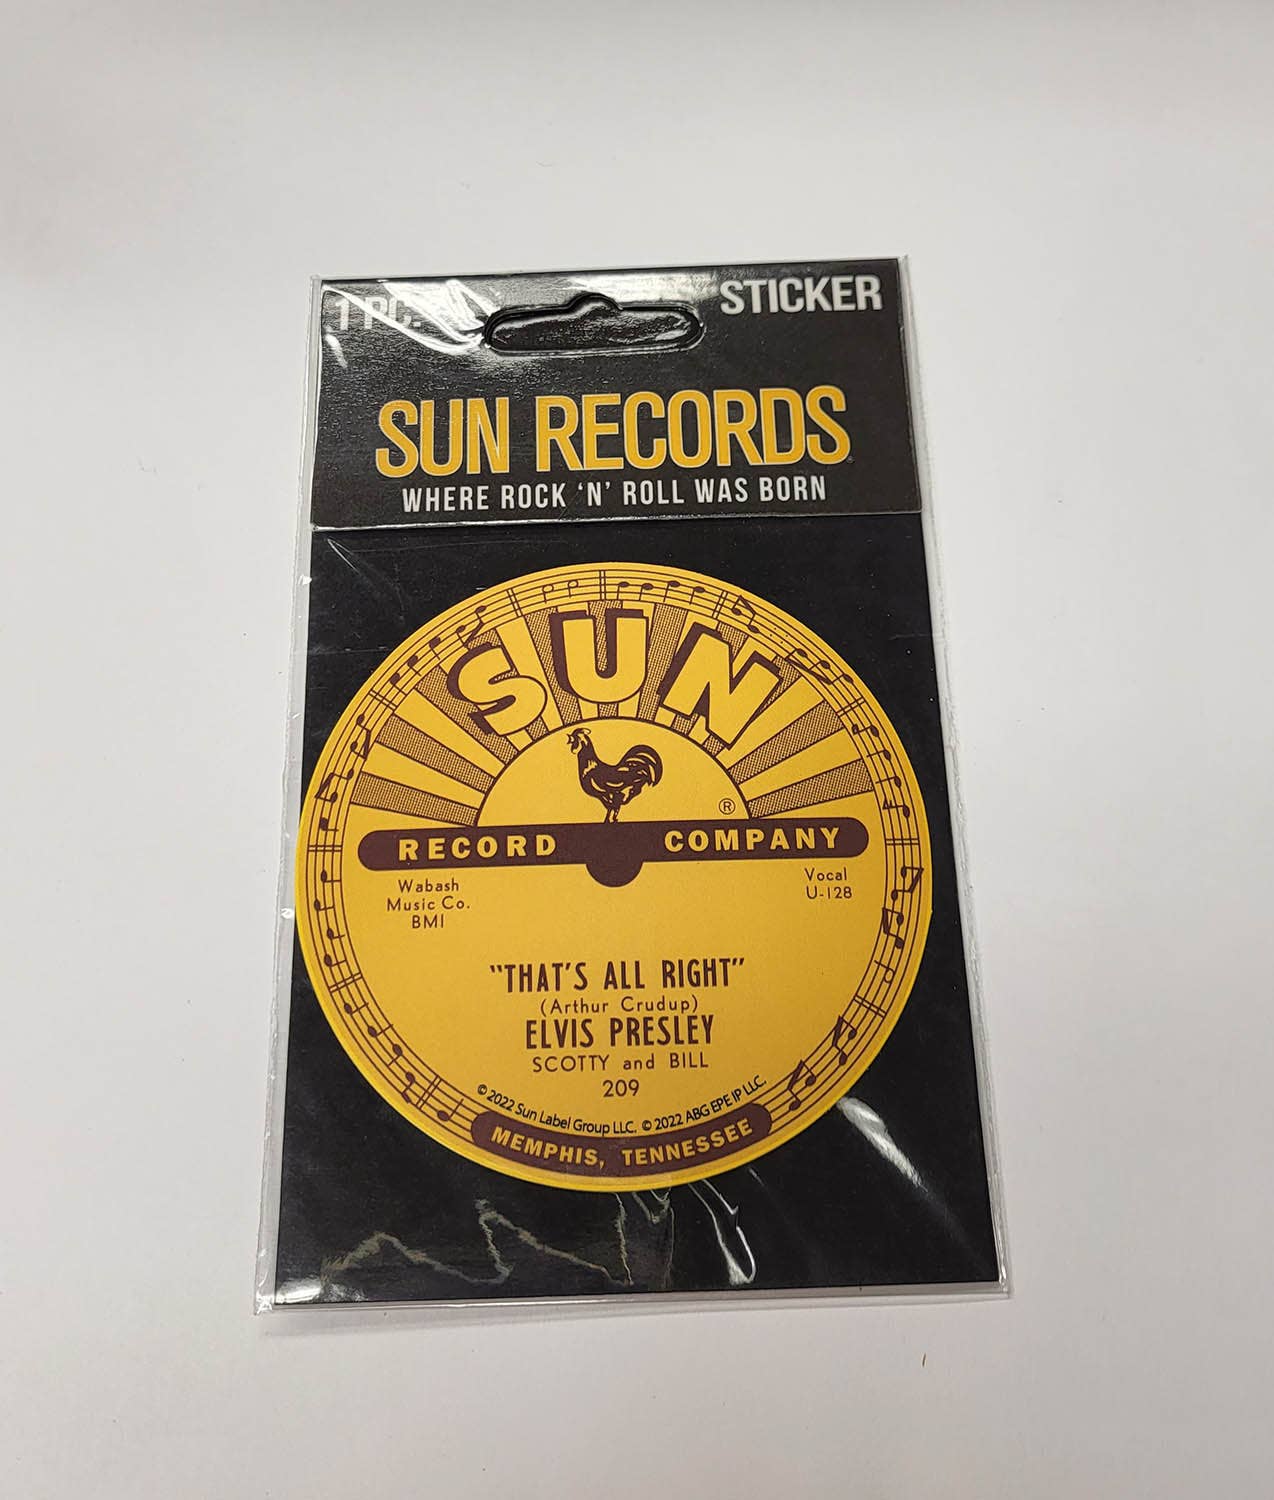 1 PC.
STICKER
SUN RECORDS
WHERE ROCK 'N' ROLL WAS BORN
SUN
®
RECORD COMPANY
Wabash
Music Co.
BMI
Vocal
U-128
"THAT'S ALL RIGHT"
(Arthur Crudup)
ELVIS PRESLEY
SCOTTY and BILL
209
© 2022 Sun Label Group LLC. © 2022 ABG EPE IP LLC.
MEMPHIS, TENNESSEE